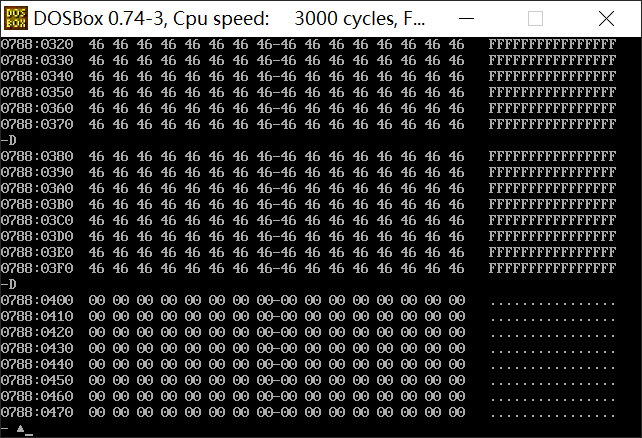 DOS BOX DOSBox 0.74-3, Cpu speed: 3000 cycles, F...
0788:0320 46 46 46 46 46 46 46 46-46 46 46 46 46 46 46 46 FFFFFFFFFFFFFFFF
0788:0330 46 46 46 46 46 46 46 46-46 46 46 46 46 46 46 46 FFFFFFFFFFFFFFFF
0788:0340 46 46 46 46 46 46 46 46-46 46 46 46 46 46 46 46 FFFFFFFFFFFFFFFF
0788:0350 46 46 46 46 46 46 46 46-46 46 46 46 46 46 46 46 FFFFFFFFFFFFFFFF
0788:0360 46 46 46 46 46 46 46 46-46 46 46 46 46 46 46 46 FFFFFFFFFFFFFFFF
0788:0370 46 46 46 46 46 46 46 46-46 46 46 46 46 46 46 46 FFFFFFFFFFFFFFFF
-D
0788:0380 46 46 46 46 46 46 46 46-46 46 46 46 46 46 46 46 FFFFFFFFFFFFFFFF
0788:0390 46 46 46 46 46 46 46 46-46 46 46 46 46 46 46 46 FFFFFFFFFFFFFFFF
0788:03A0 46 46 46 46 46 46 46 46-46 46 46 46 46 46 46 46 FFFFFFFFFFFFFFFF
0788:03B0 46 46 46 46 46 46 46 46-46 46 46 46 46 46 46 46 FFFFFFFFFFFFFFFF
0788:03C0 46 46 46 46 46 46 46 46-46 46 46 46 46 46 46 46 FFFFFFFFFFFFFFFF
0788:03D0 46 46 46 46 46 46 46 46-46 46 46 46 46 46 46 46 FFFFFFFFFFFFFFFF
0788:03E0 46 46 46 46 46 46 46 46-46 46 46 46 46 46 46 46 FFFFFFFFFFFFFFFF
0788:03F0 46 46 46 46 46 46 46 46-46 46 46 46 46 46 46 46 FFFFFFFFFFFFFFFF
-D
0788:0400 00 00 00 00 00 00 00 00-00 00 00 00 00 00 00 00 ................
0788:0410 00 00 00 00 00 00 00 00-00 00 00 00 00 00 00 00 ................
0788:0420 00 00 00 00 00 00 00 00-00 00 00 00 00 00 00 00 ................
0788:0430 00 00 00 00 00 00 00 00-00 00 00 00 00 00 00 00 ................
0788:0440 00 00 00 00 00 00 00 00-00 00 00 00 00 00 00 00 ................
0788:0450 00 00 00 00 00 00 00 00-00 00 00 00 00 00 00 00 ................
0788:0460 00 00 00 00 00 00 00 00-00 00 00 00 00 00 00 00 ................
0788:0470 00 00 00 00 00 00 00 00-00 00 00 00 00 00 00 00 ................
- ▲_